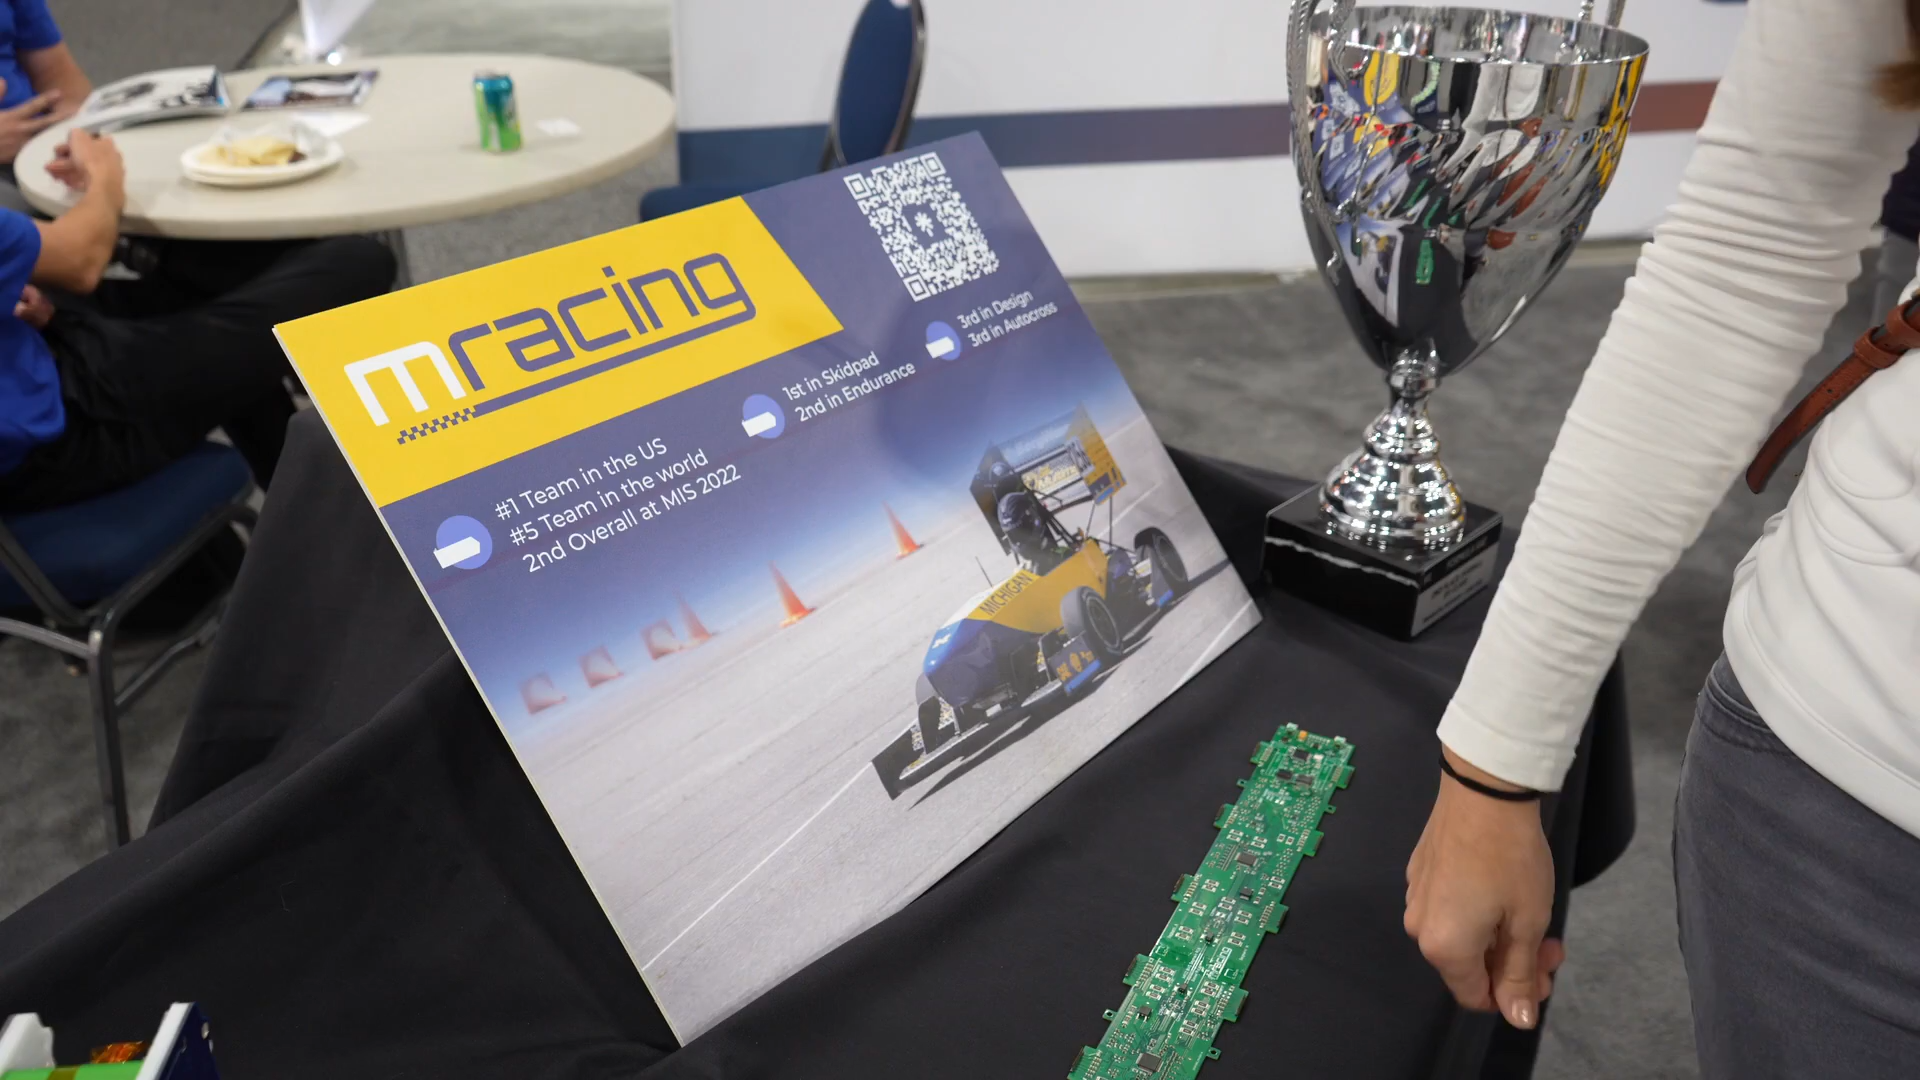 mracing
#1 Team in the US
#5 Team in the world
2nd Overall at MIS 2022
1st in Skidpad
2nd in Endurance
3rd in Design
3rd in Autocross
MICHIGAN